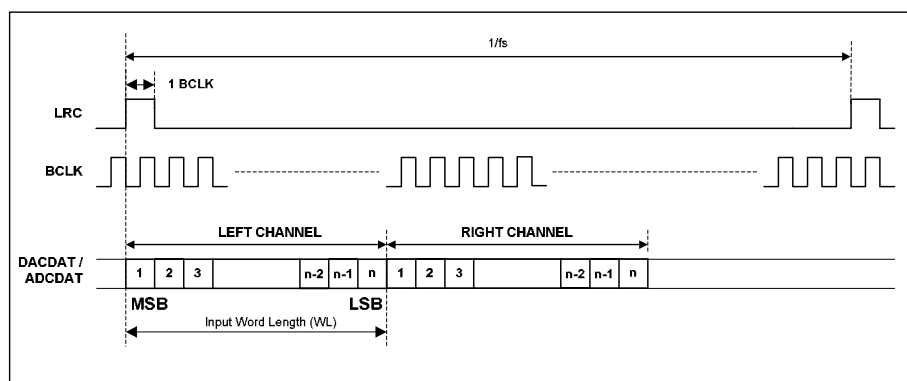 1/fs
1 BCLK
LRC
BCLK
LEFT CHANNEL RIGHT CHANNEL
DACDAT /
ADCDAT
1 2 3 n-2 n-1 n 1 2 3 n-2 n-1 n
MSB LSB
Input Word Length (WL)